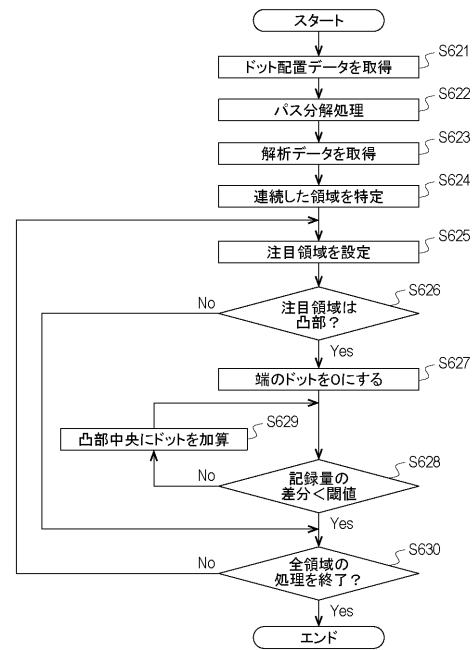 スタート
S621
ドット配置データを取得
S622
パス分解処理
S623
解析データを取得
S624
連続した領域を特定
S625
注目領域を設定
S626
No
注目領域は
凸部？
Yes
S627
端のドットを0にする
S629
凸部中央にドットを加算
S628
No
記録量の
差分＜閾値
Yes
S630
No
全領域の
処理を終了？
Yes
エンド